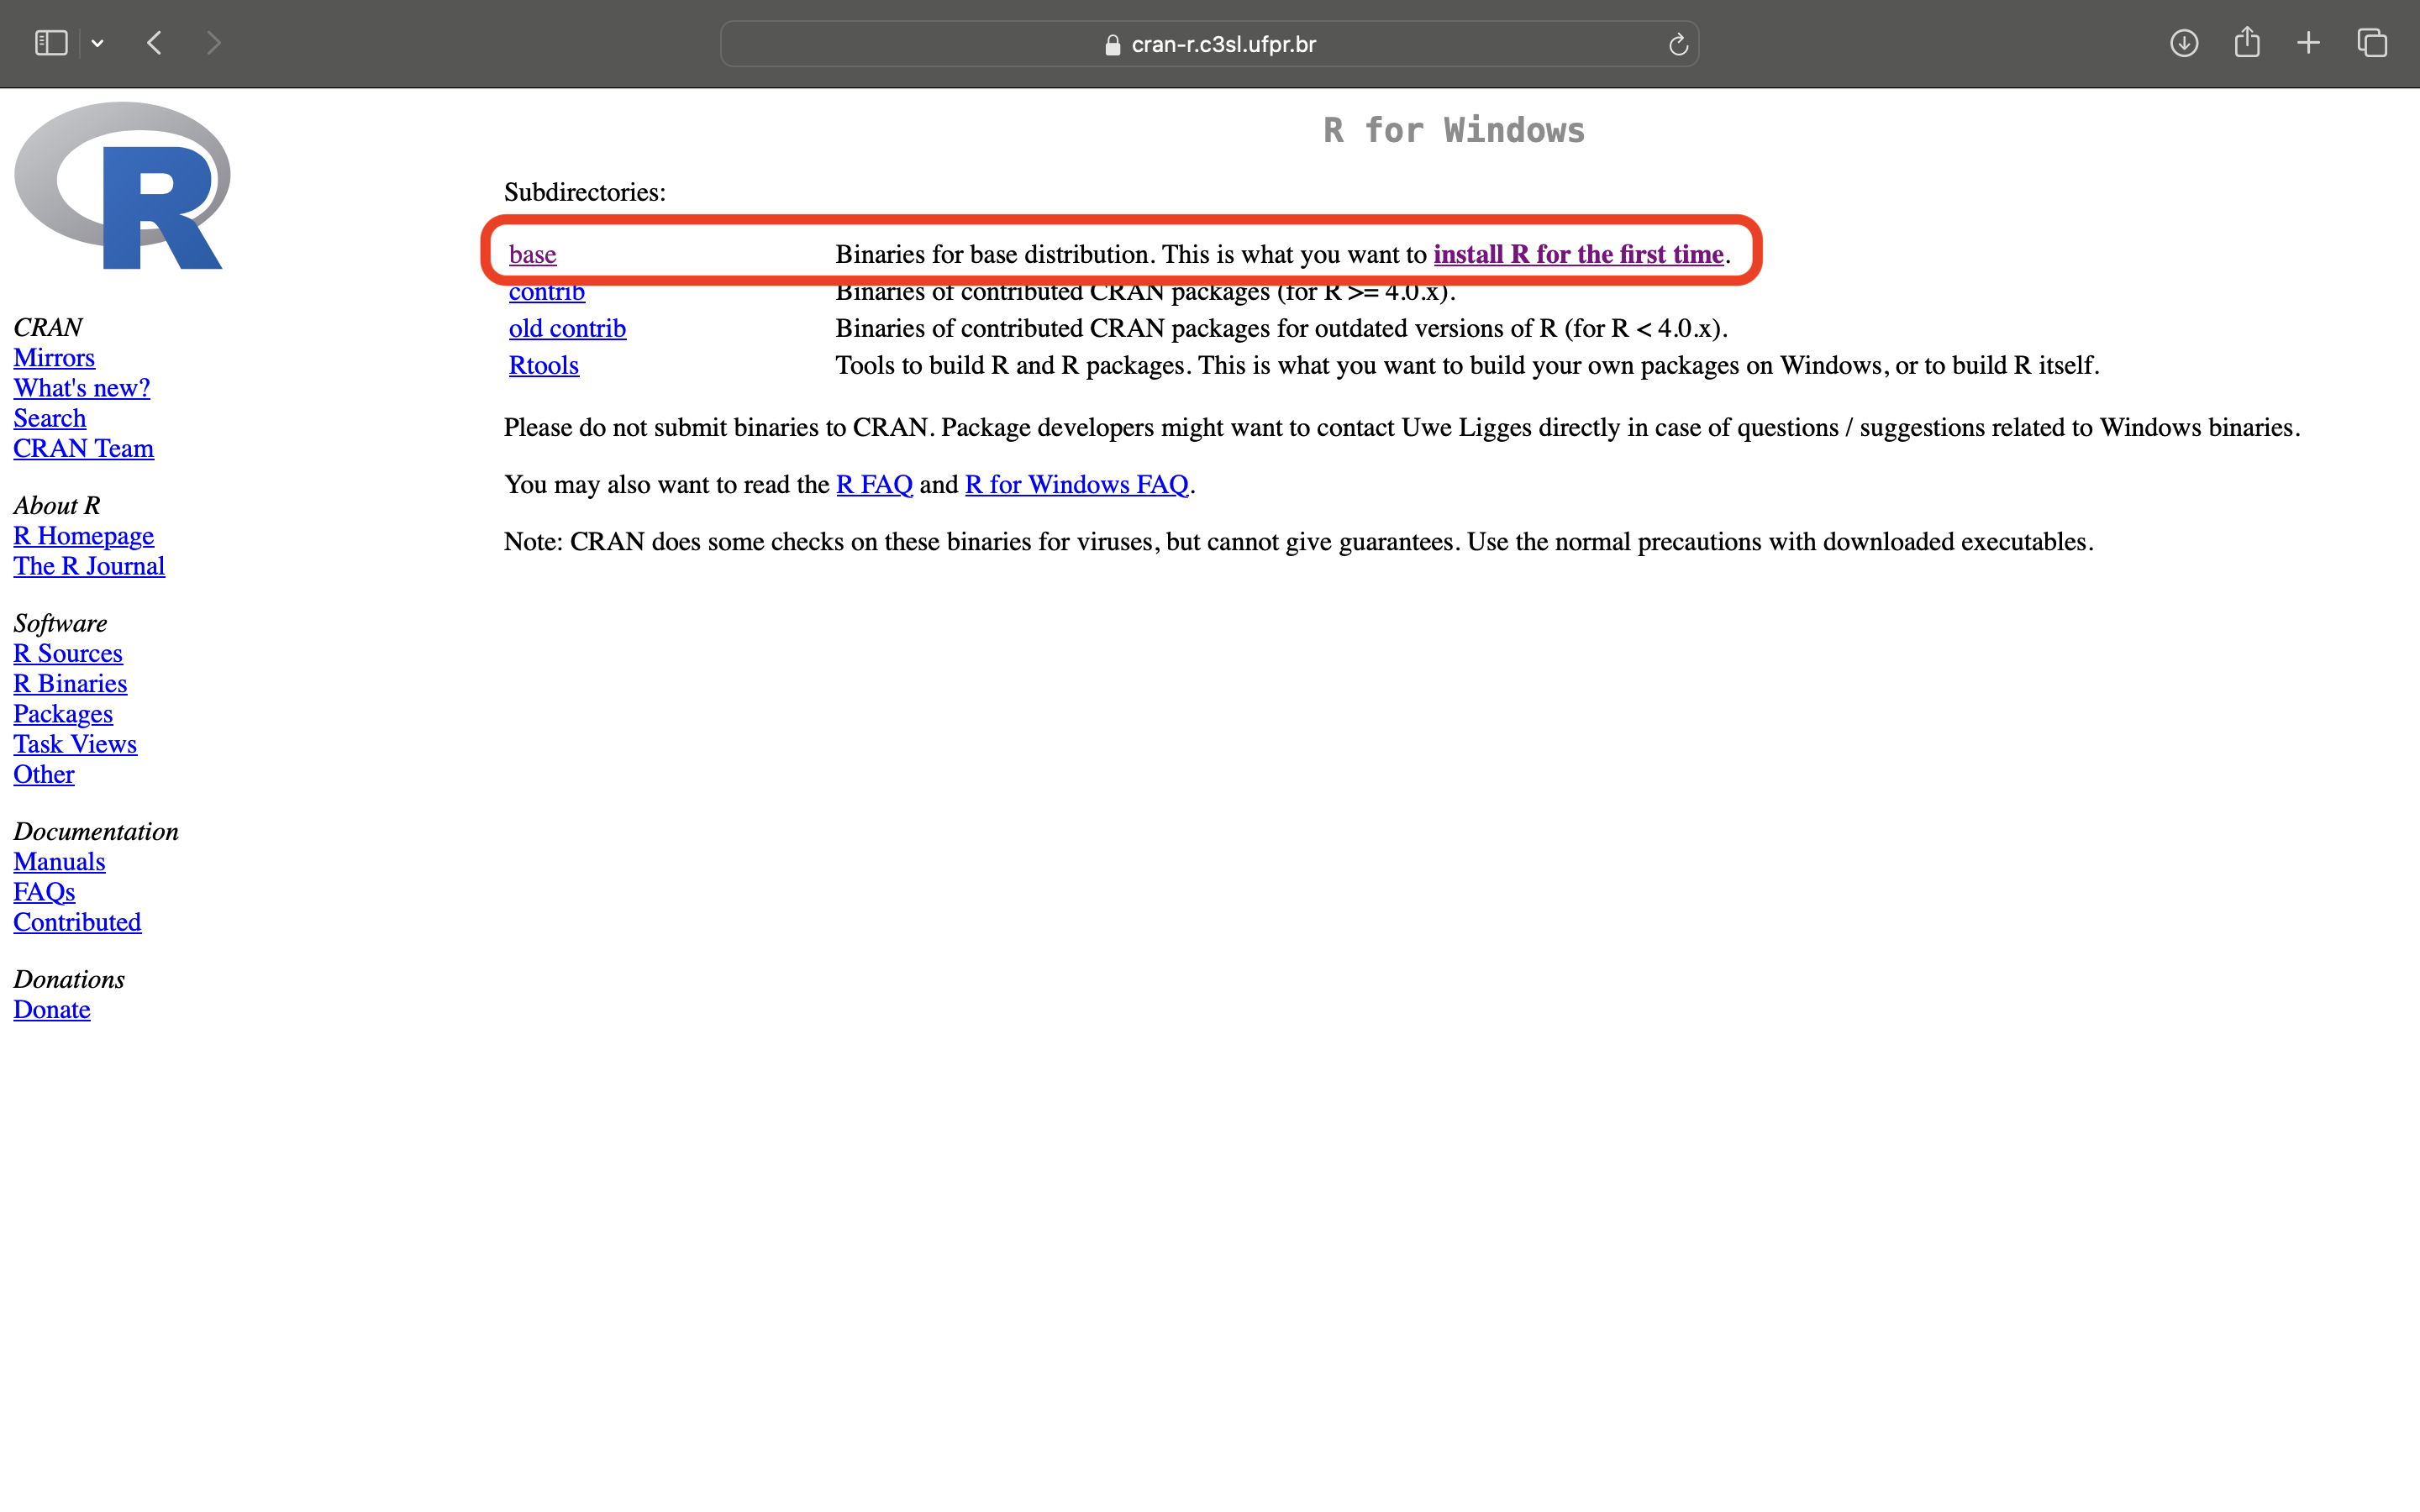 cran-r.c3sl.ufpr.br
R
CRAN
Mirrors
What's new?
Search
CRAN Team
About R
R Homepage
The R Journal
Software
R Sources
R Binaries
Packages
Task Views
Other
Documentation
Manuals
FAQs
Contributed
Donations
Donate
R for Windows
Subdirectories:
base Binaries for base distribution. This is what you want to install R for the first time.
contrib Binaries of contributed CRAN packages (for R >= 4.0.x).
old contrib Binaries of contributed CRAN packages for outdated versions of R (for R < 4.0.x).
Rtools Tools to build R and R packages. This is what you want to build your own packages on Windows, or to build R itself.
Please do not submit binaries to CRAN. Package developers might want to contact Uwe Ligges directly in case of questions / suggestions related to Windows binaries.
You may also want to read the R FAQ and R for Windows FAQ.
Note: CRAN does some checks on these binaries for viruses, but cannot give guarantees. Use the normal precautions with downloaded executables.